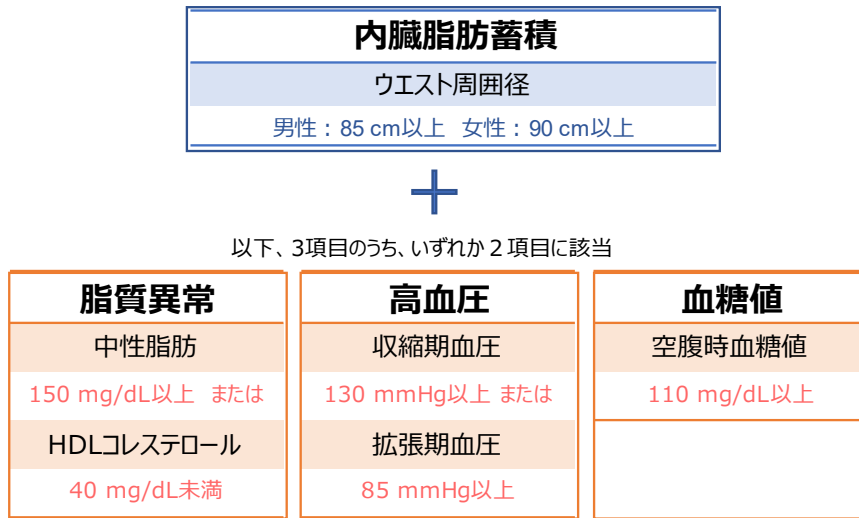 内臓脂肪蓄積
ウエスト周囲径
男性：85 cm以上 女性：90 cm以上
以下、3項目のうち、いずれか２項目に該当
脂質異常
中性脂肪
150 mg/dL以上 または
HDLコレステロール
40 mg/dL未満
高血圧
収縮期血圧
130 mmHg以上 または
拡張期血圧
85 mmHg以上
血糖値
空腹時血糖値
110 mg/dL以上